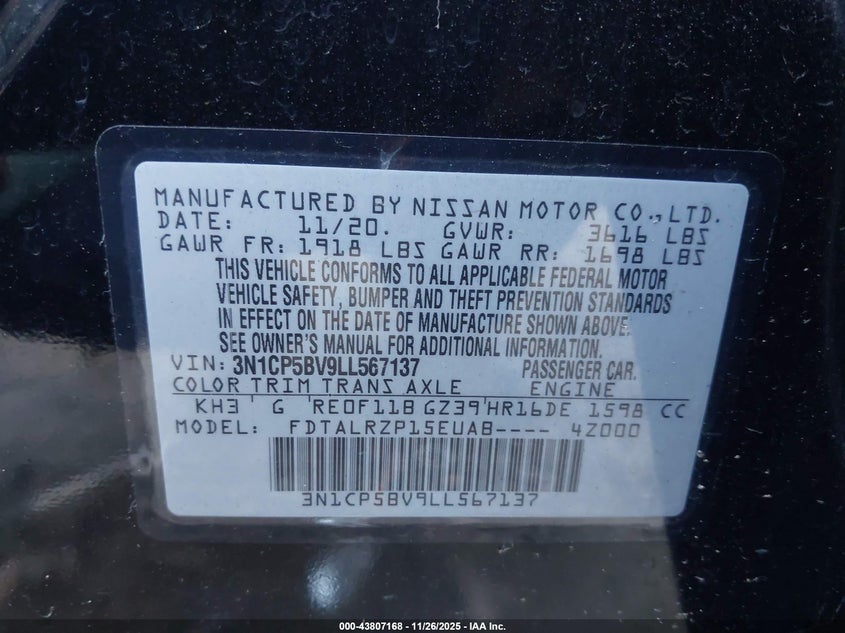 MANUFACTURED BY NISSAN MOTOR CO., LTD.
DATE: 11/20. GVWR: 3616 LBS
GAWR FR: 1918 LBS GAWR RR: 1698 LBS
THIS VEHICLE CONFORMS TO ALL APPLICABLE FEDERAL MOTOR
VEHICLE SAFETY, BUMPER AND THEFT PREVENTION STANDARDS
IN EFFECT ON THE DATE OF MANUFACTURE SHOWN ABOVE.
SEE OWNER'S MANUAL FOR ADDITIONAL INFORMATION.
VIN: 3N1CP5BV9LL567137 PASSENGER CAR.
COLOR TRIM TRANS AXLE ENGINE
KH3 G RE0F11B GZ39 HR16DE 1598 CC
MODEL: FDTALRZP15EUAB---- 4Z000
3N1CP5BV9LL567137
000-43807168 - 11/26/2025 - IAA Inc.